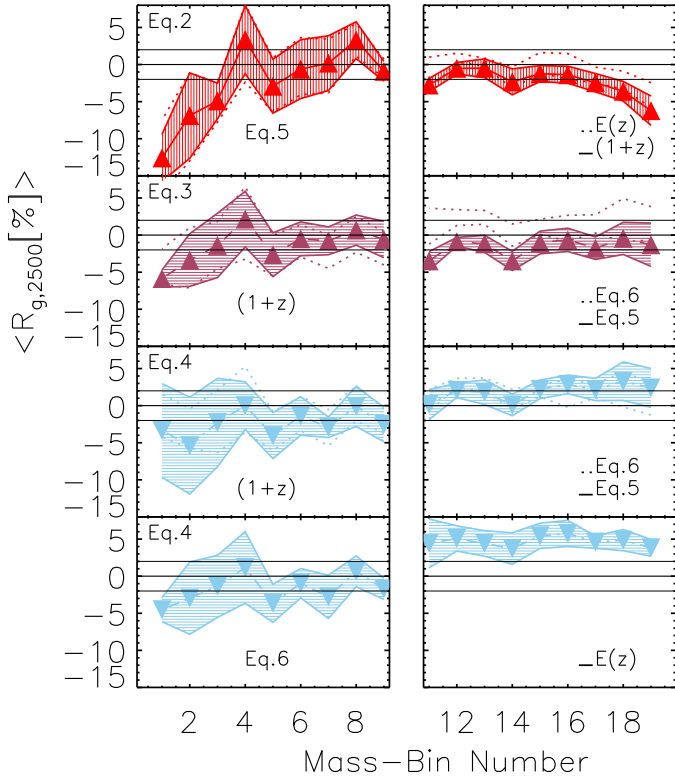 <R_g,2500[%]>
Eq.2
5
0
−5
−10
−15
Eq.5
..E(z)
_(1+z)
Eq.3
5
0
−5
−10
−15
(1+z)
..Eq.6
_Eq.5
Eq.4
5
0
−5
−10
−15
(1+z)
..Eq.6
_Eq.5
Eq.4
5
0
−5
−10
−15
Eq.6
_E(z)
2 4 6 8 12 14 16 18
Mass−Bin Number